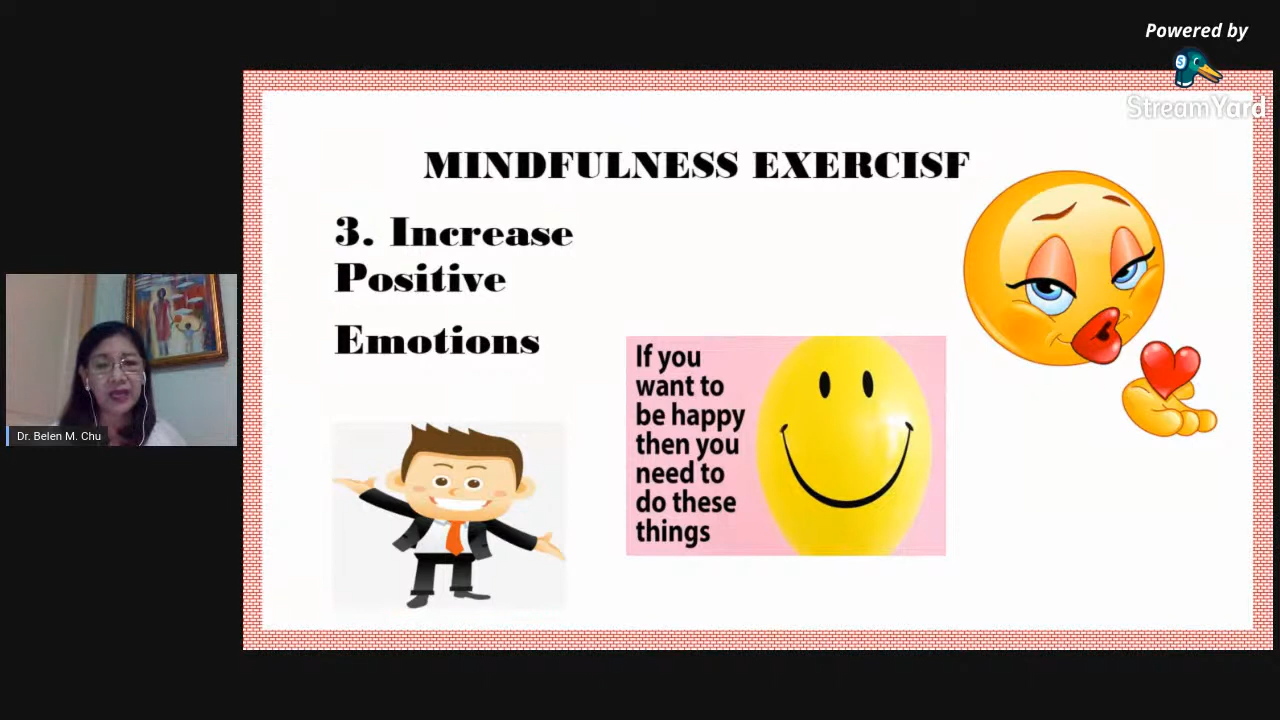 Powered by
S
StreamYard
MINDFULNESS EXERCISF
3. Increase
Positive
Emotions
If you
want to
be happy
then you
need to
do these
things
Dr. Belen M. Chu